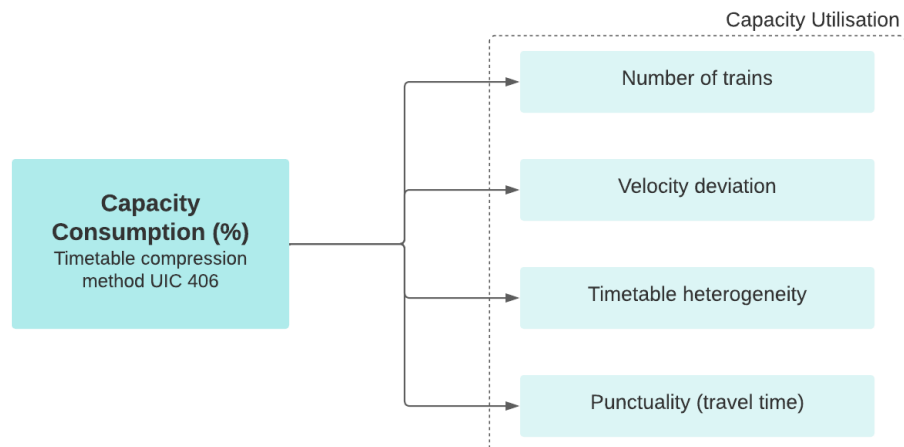 Capacity Utilisation
Number of trains
Velocity deviation
Capacity
Consumption (%)
Timetable compression
method UIC 406
Timetable heterogeneity
Punctuality (travel time)